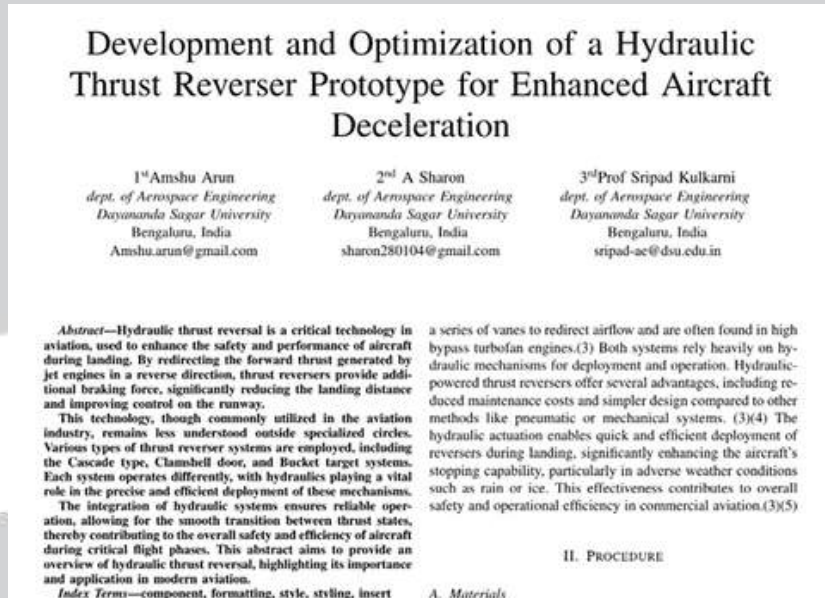 Development and Optimization of a Hydraulic
Thrust Reverser Prototype for Enhanced Aircraft
Deceleration
1st Amshu Arun
dept. of Aerospace Engineering
Dayananda Sagar University
Bengaluru, India
Amshu.arun@gmail.com
2nd A Sharon
dept. of Aerospace Engineering
Dayananda Sagar University
Bengaluru, India
sharon280104@gmail.com
3rd Prof Sripad Kulkarni
dept. of Aerospace Engineering
Dayananda Sagar University
Bengaluru, India
sripad-ae@dsu.edu.in
Abstract—Hydraulic thrust reversal is a critical technology in
aviation, used to enhance the safety and performance of aircraft
during landing. By redirecting the forward thrust generated by
jet engines in a reverse direction, thrust reversers provide addi-
tional braking force, significantly reducing the landing distance
and improving control on the runway.
This technology, though commonly utilized in the aviation
industry, remains less understood outside specialized circles.
Various types of thrust reverser systems are employed, including
the Cascade type, Clamshell door, and Bucket target systems.
Each system operates differently, with hydraulics playing a vital
role in the precise and efficient deployment of these mechanisms.
The integration of hydraulic systems ensures reliable oper-
ation, allowing for the smooth transition between thrust states,
thereby contributing to the overall safety and efficiency of aircraft
during critical flight phases. This abstract aims to provide an
overview of hydraulic thrust reversal, highlighting its importance
and application in modern aviation.
Index Terms—component, formatting, style, styling, insert
a series of vanes to redirect airflow and are often found in high
bypass turbofan engines.(3) Both systems rely heavily on hy-
draulic mechanisms for deployment and operation. Hydraulic-
powered thrust reversers offer several advantages, including re-
duced maintenance costs and simpler design compared to other
methods like pneumatic or mechanical systems. (3)(4) The
hydraulic actuation enables quick and efficient deployment of
reversers during landing, significantly enhancing the aircraft's
stopping capability, particularly in adverse weather conditions
such as rain or ice. This effectiveness contributes to overall
safety and operational efficiency in commercial aviation.(3)(5)
II. PROCEDURE
A. Materials